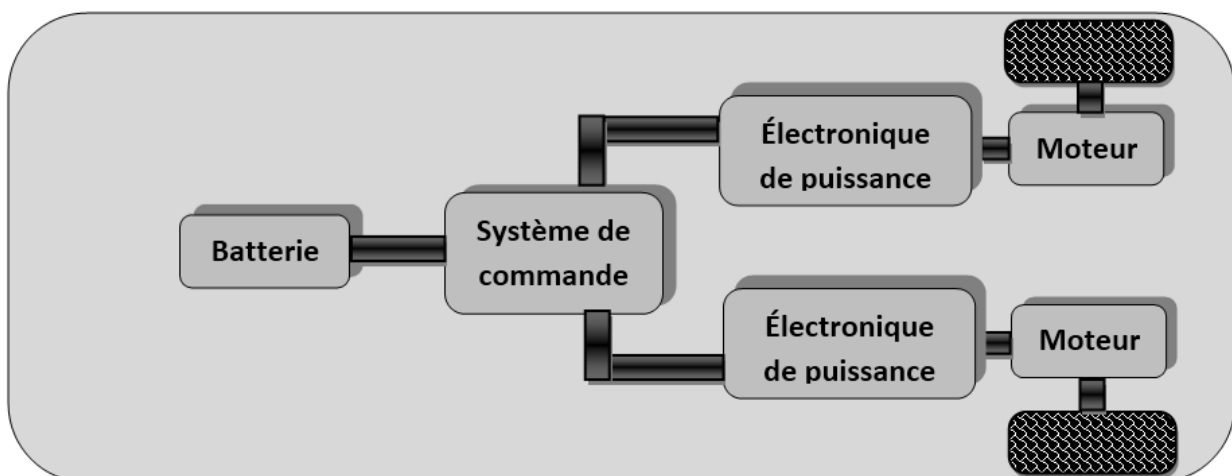 Batterie
Système de
commande
Électronique
de puissance
Moteur
Électronique
de puissance
Moteur